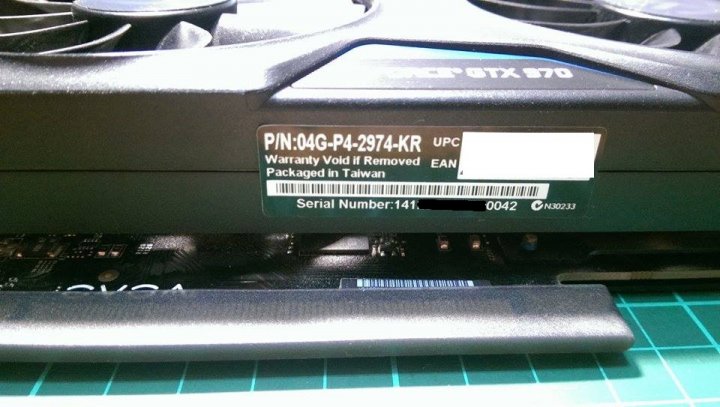 GTX 970
P/N:04G-P4-2974-KR UPC
Warranty Void if Removed EAN
Packaged in Taiwan
Serial Number:141 0042 N30233
EVGA